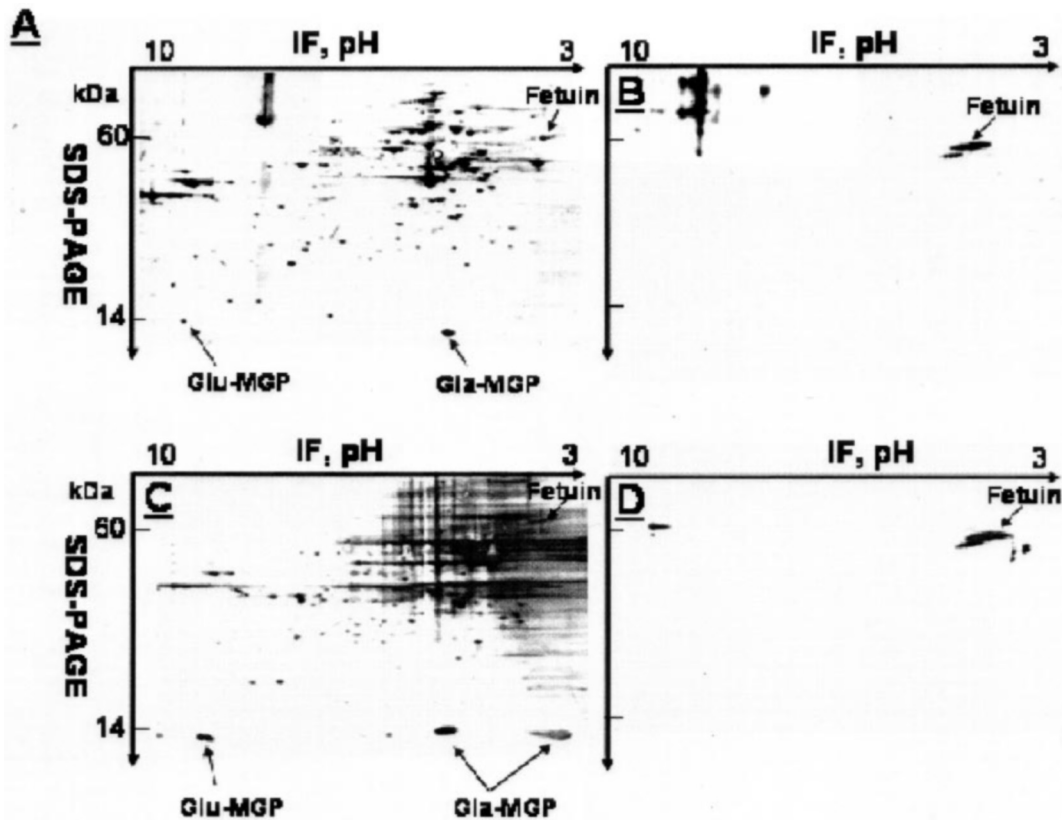 A
10 IF, pH 3
kDa
60
SDS-PAGE
14
Fetuin
Glu-MGP
Gla-MGP
B
10 IF, pH 3
Fetuin
C
10 IF, pH 3
kDa
60
SDS-PAGE
14
Fetuin
Glu-MGP
Gla-MGP
D
10 IF, pH 3
Fetuin